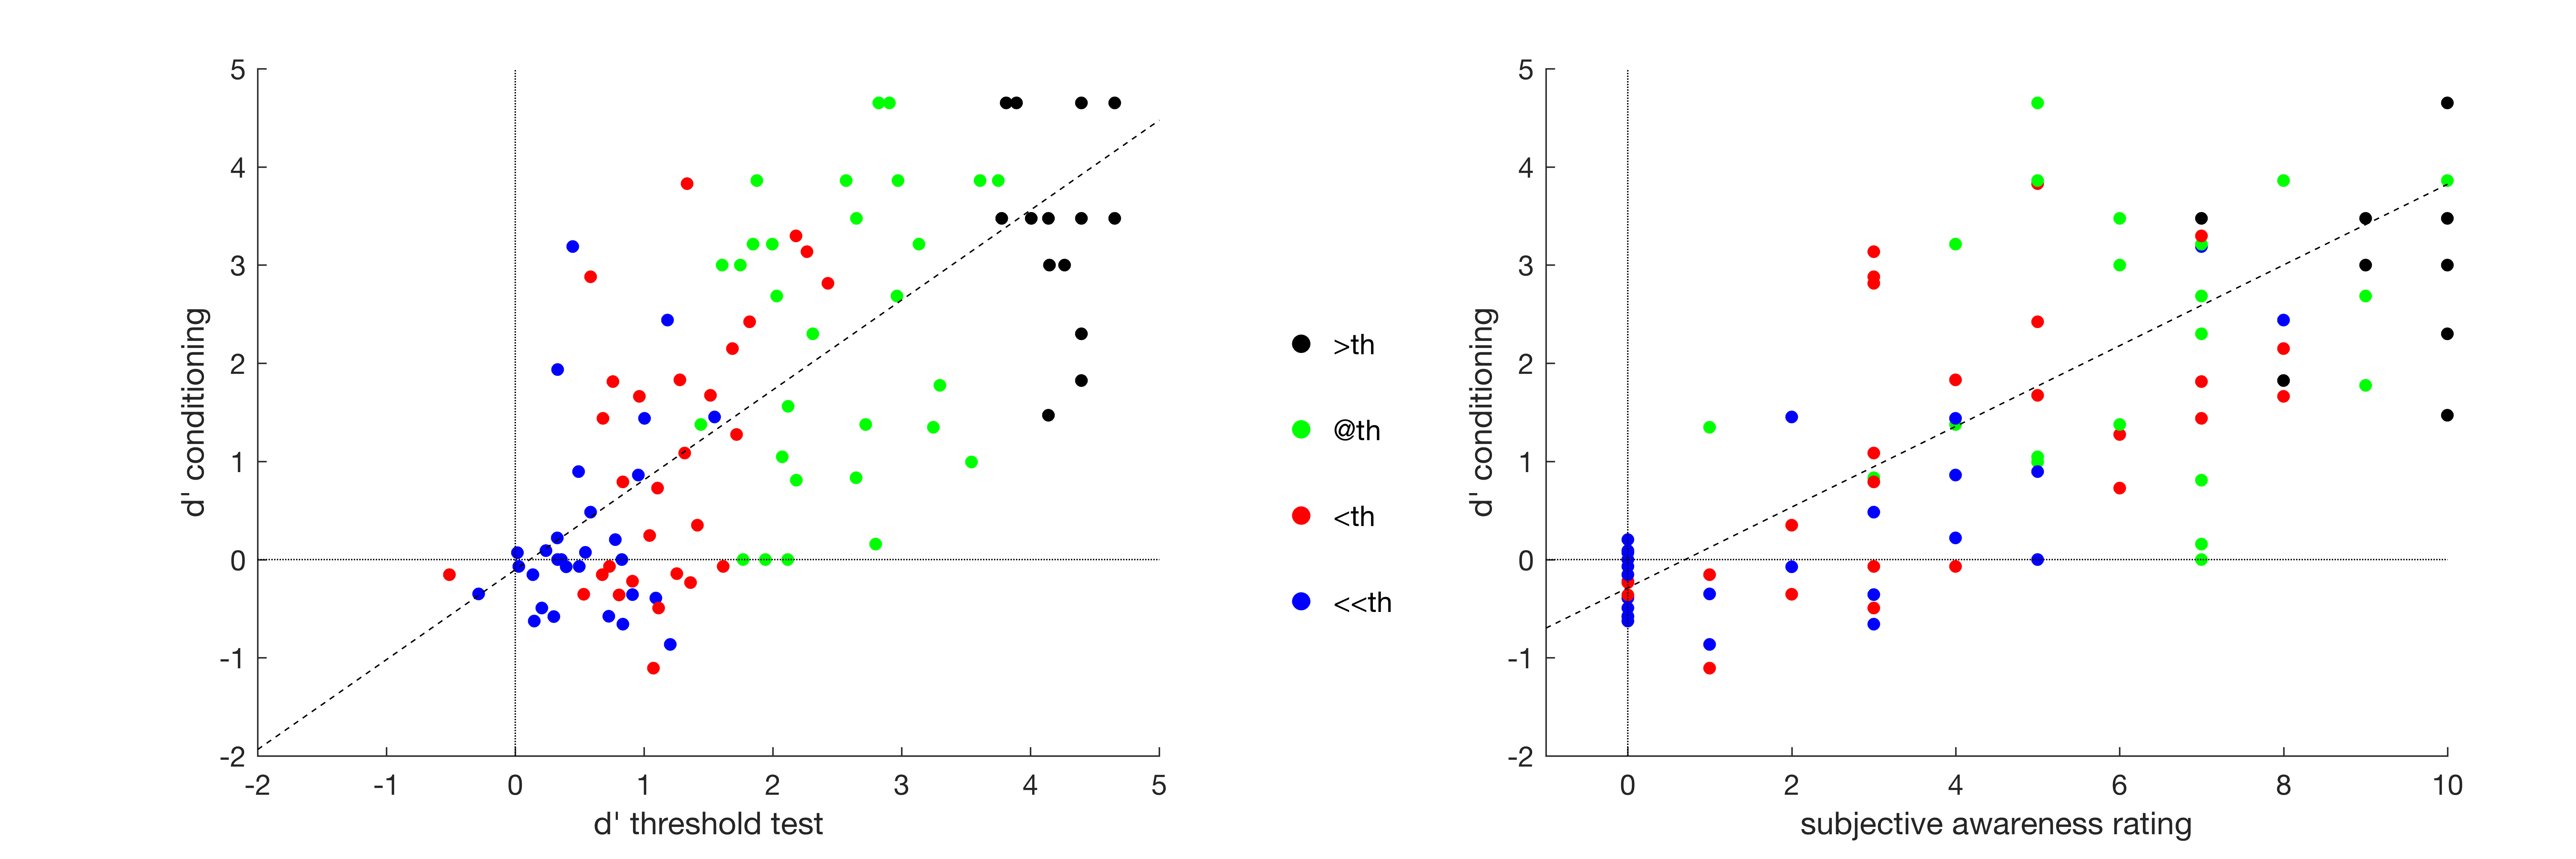 5
4
3
2
1
0
-1
-2
d' conditioning
-2 -1 0 1 2 3 4 5
d' threshold test
>th
@th
<th
<<th
5
4
3
2
1
0
-1
-2
d' conditioning
0 2 4 6 8 10
subjective awareness rating